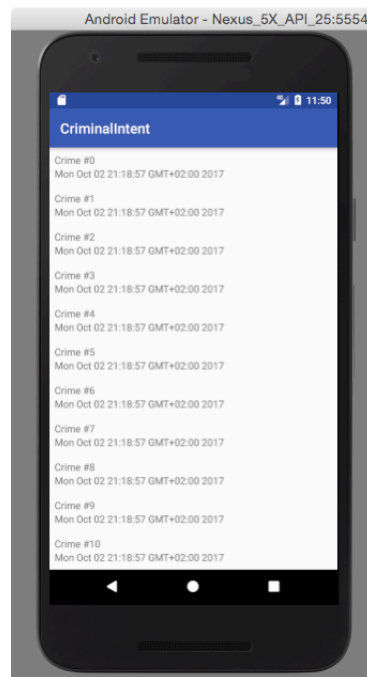 Android Emulator - Nexus_5X_API_25:5554
11:50
CriminalIntent
Crime #0
Mon Oct 02 21:18:57 GMT+02:00 2017
Crime #1
Mon Oct 02 21:18:57 GMT+02:00 2017
Crime #2
Mon Oct 02 21:18:57 GMT+02:00 2017
Crime #3
Mon Oct 02 21:18:57 GMT+02:00 2017
Crime #4
Mon Oct 02 21:18:57 GMT+02:00 2017
Crime #5
Mon Oct 02 21:18:57 GMT+02:00 2017
Crime #6
Mon Oct 02 21:18:57 GMT+02:00 2017
Crime #7
Mon Oct 02 21:18:57 GMT+02:00 2017
Crime #8
Mon Oct 02 21:18:57 GMT+02:00 2017
Crime #9
Mon Oct 02 21:18:57 GMT+02:00 2017
Crime #10
Mon Oct 02 21:18:57 GMT+02:00 2017